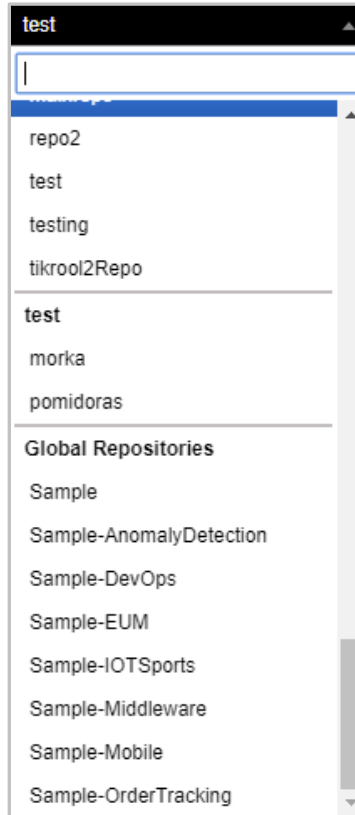 test
repo2
test
testing
tikrool2Repo
test
morka
pomidoras
Global Repositories
Sample
Sample-AnomalyDetection
Sample-DevOps
Sample-EUM
Sample-IOTSports
Sample-Middleware
Sample-Mobile
Sample-OrderTracking